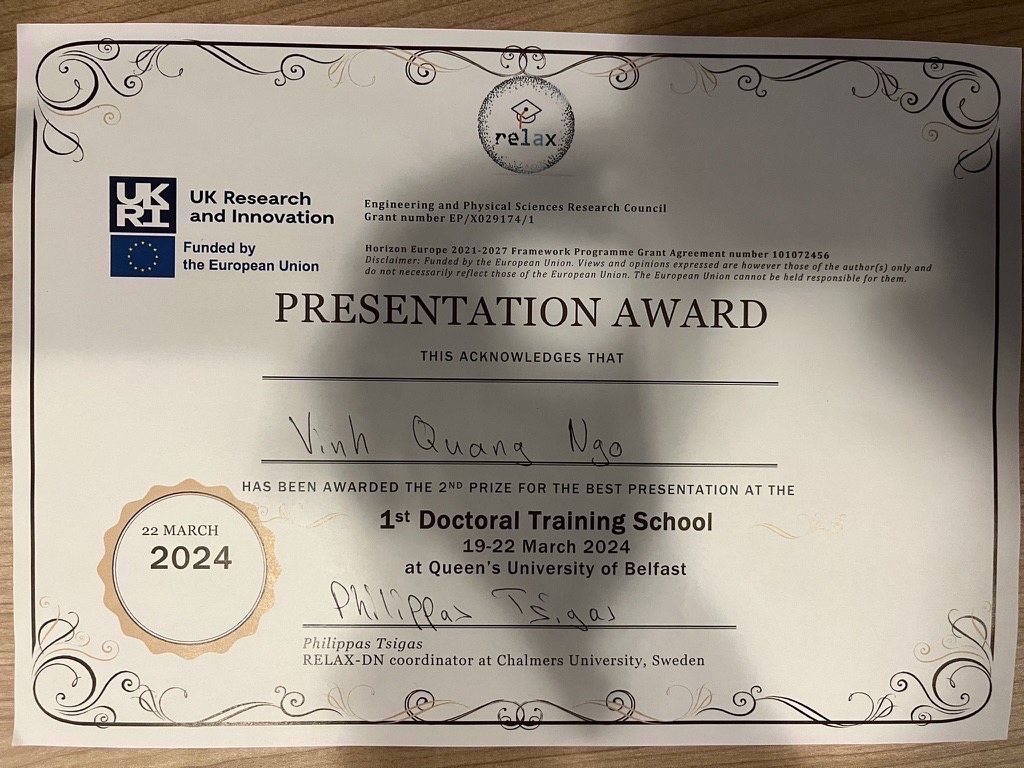 relax
UK
RI
UK Research
and Innovation
Funded by
the European Union
Engineering and Physical Sciences Research Council
Grant number EP/X029174/1
Horizon Europe 2021-2027 Framework Programme Grant Agreement number 101072456
Disclaimer: Funded by the European Union. Views and opinions expressed are however those of the author(s) only and
do not necessarily reflect those of the European Union. The European Union cannot be held responsible for them.
PRESENTATION AWARD
THIS ACKNOWLEDGES THAT
Vinh Quang Ngo
HAS BEEN AWARDED THE 2ND PRIZE FOR THE BEST PRESENTATION AT THE
1st Doctoral Training School
19-22 March 2024
at Queen's University of Belfast
22 MARCH
2024
Philippas Tsigas
Philippas Tsigas
RELAX-DN coordinator at Chalmers University, Sweden